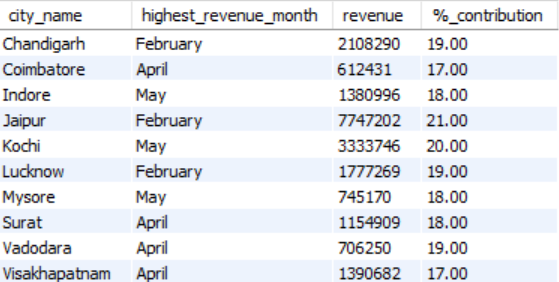 city_name highest_revenue_month revenue %_contribution
Chandigarh February 2108290 19.00
Coimbatore April 612431 17.00
Indore May 1380996 18.00
Jaipur February 7747202 21.00
Kochi May 3333746 20.00
Lucknow February 1777269 19.00
Mysore May 745170 18.00
Surat April 1154909 18.00
Vadodara April 706250 19.00
Visakhapatnam April 1390682 17.00